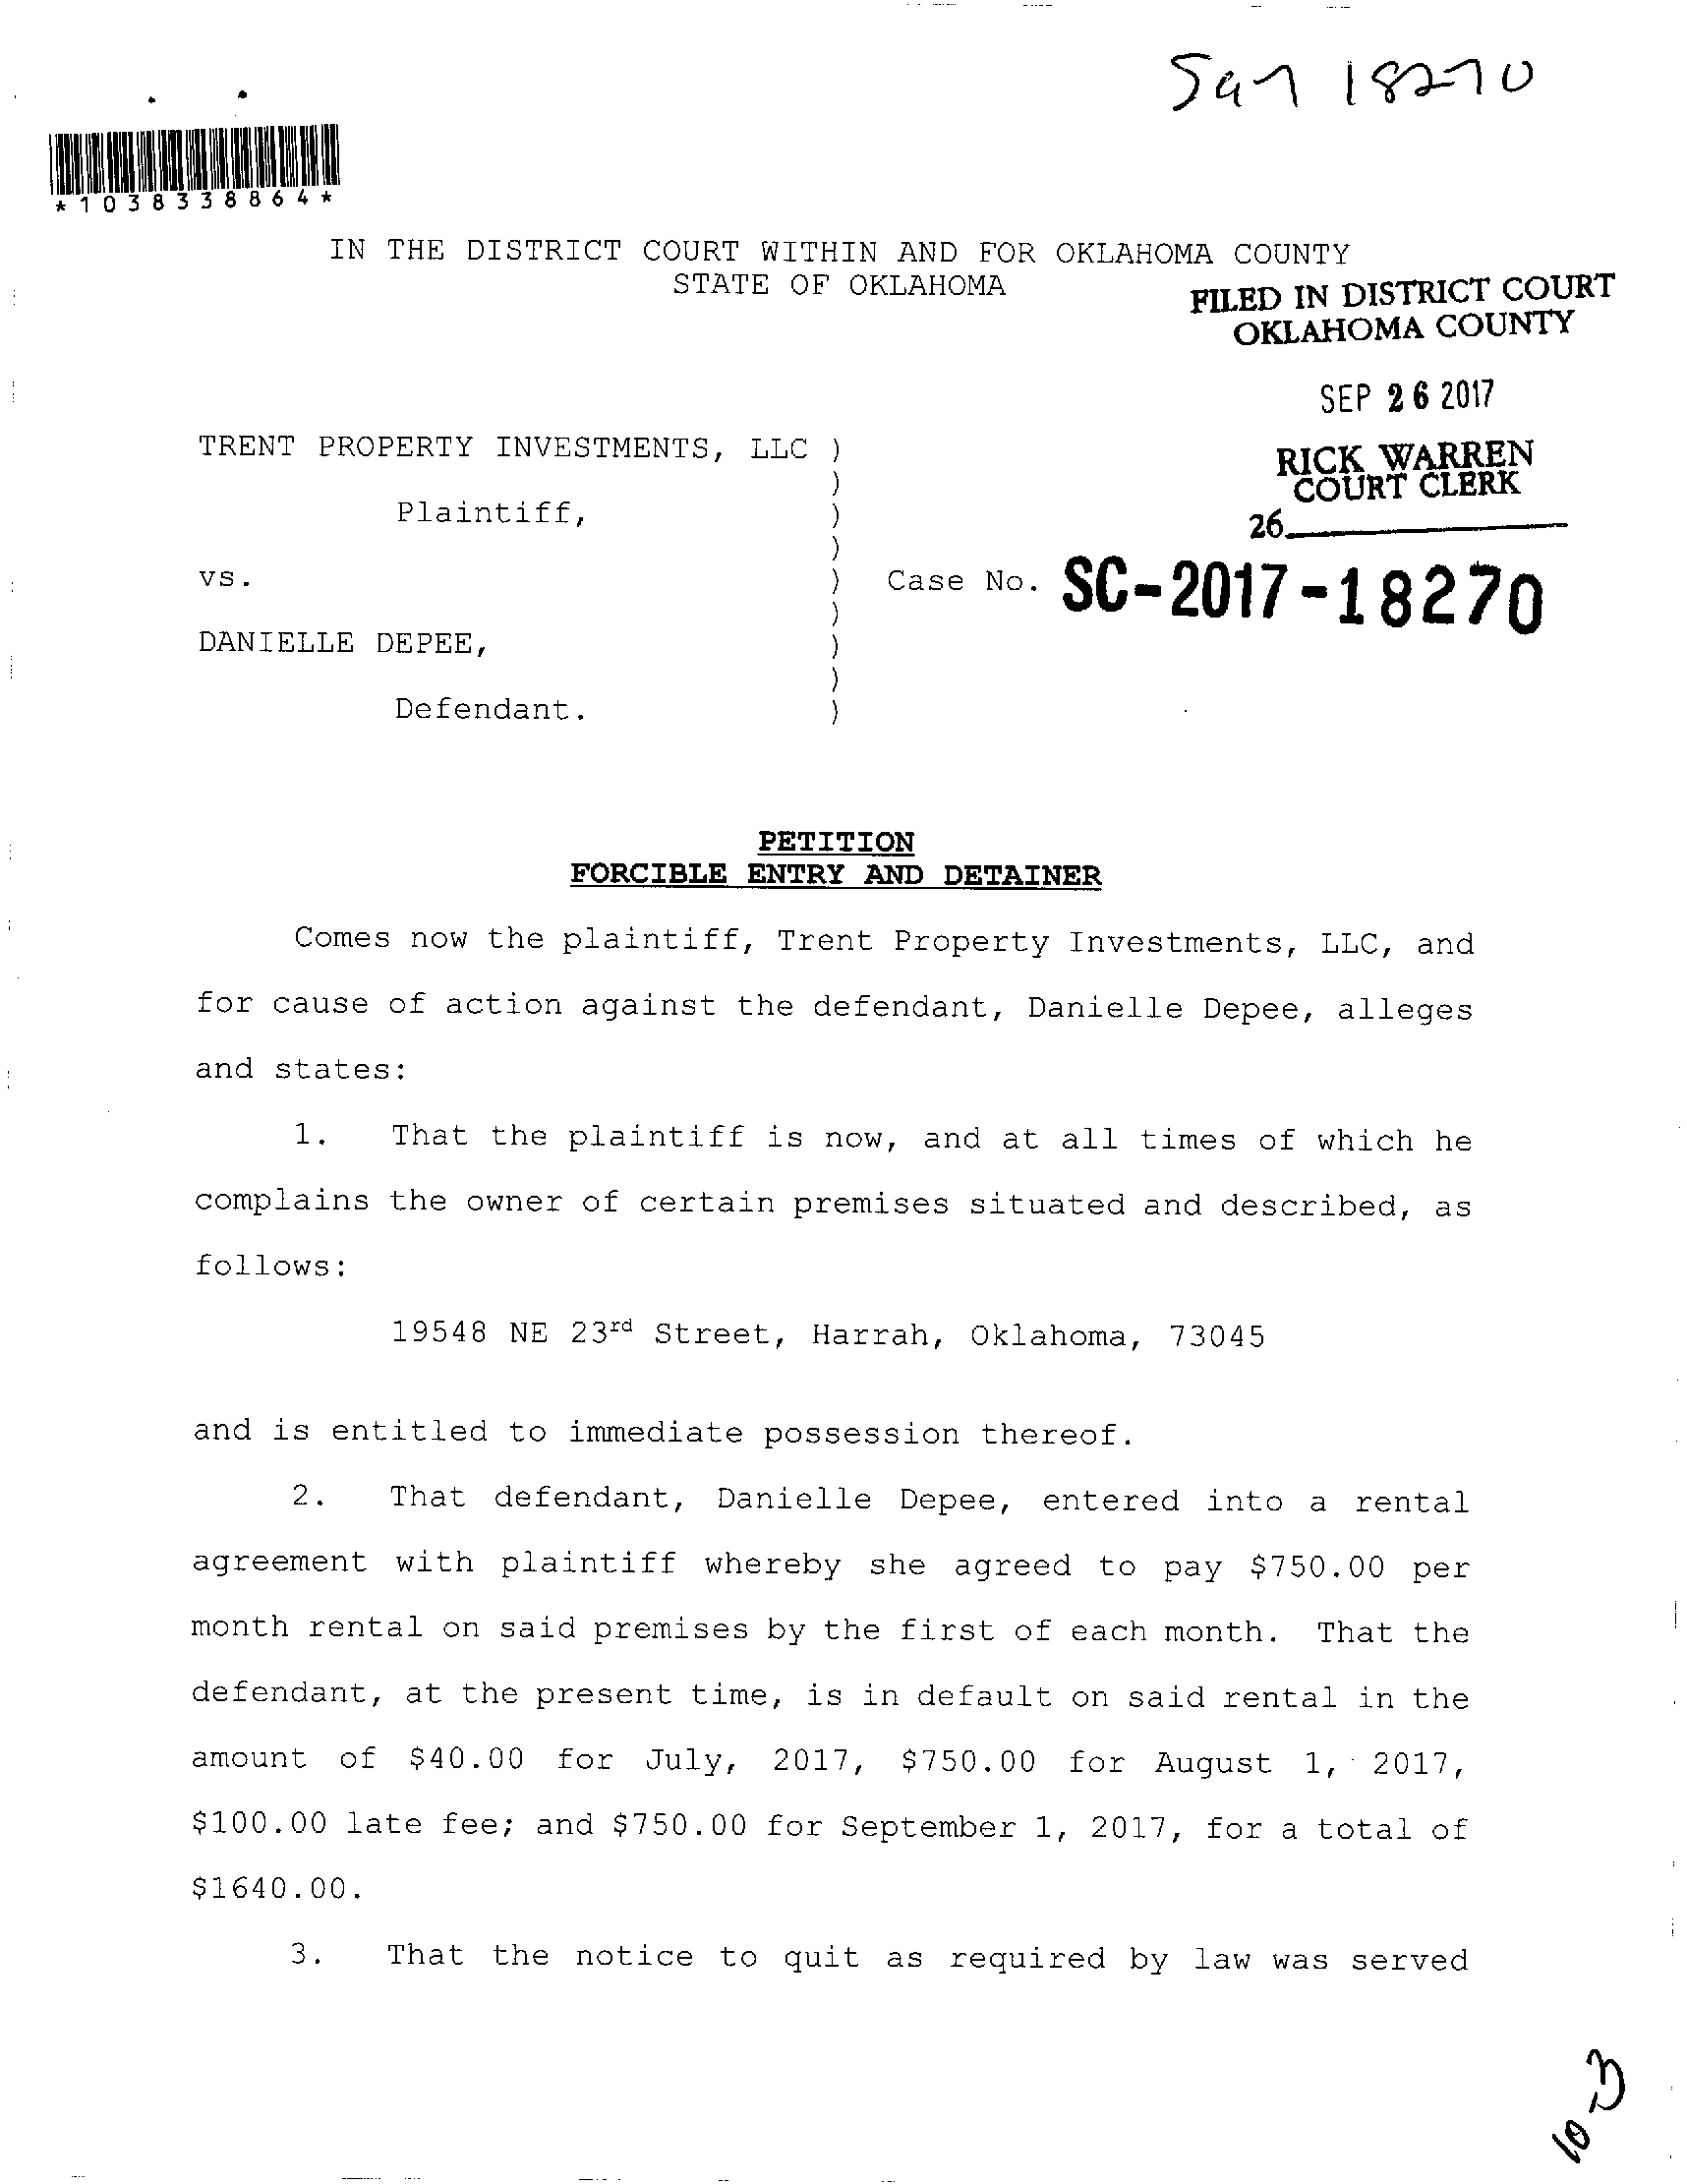 18270
*1038338864*
IN THE DISTRICT COURT WITHIN AND FOR OKLAHOMA COUNTY
STATE OF OKLAHOMA
FILED IN DISTRICT COURT
OKLAHOMA COUNTY
SEP 26 2017
RICK WARREN
COURT CLERK
26
TRENT PROPERTY INVESTMENTS, LLC )
)
Plaintiff, )
)
vs. ) Case No. SC-2017-18270
)
DANIELLE DEPEE, )
)
Defendant. )
PETITION
FORCIBLE ENTRY AND DETAINER
Comes now the plaintiff, Trent Property Investments, LLC, and
for cause of action against the defendant, Danielle Depee, alleges
and states:
1. That the plaintiff is now, and at all times of which he
complains the owner of certain premises situated and described, as
follows:
19548 NE 23rd Street, Harrah, Oklahoma, 73045
and is entitled to immediate possession thereof.
2. That defendant, Danielle Depee, entered into a rental
agreement with plaintiff whereby she agreed to pay $750.00 per
month rental on said premises by the first of each month. That the
defendant, at the present time, is in default on said rental in the
amount of $40.00 for July, 2017, $750.00 for August 1, 2017,
$100.00 late fee; and $750.00 for September 1, 2017, for a total of
$1640.00.
3. That the notice to quit as required by law was served